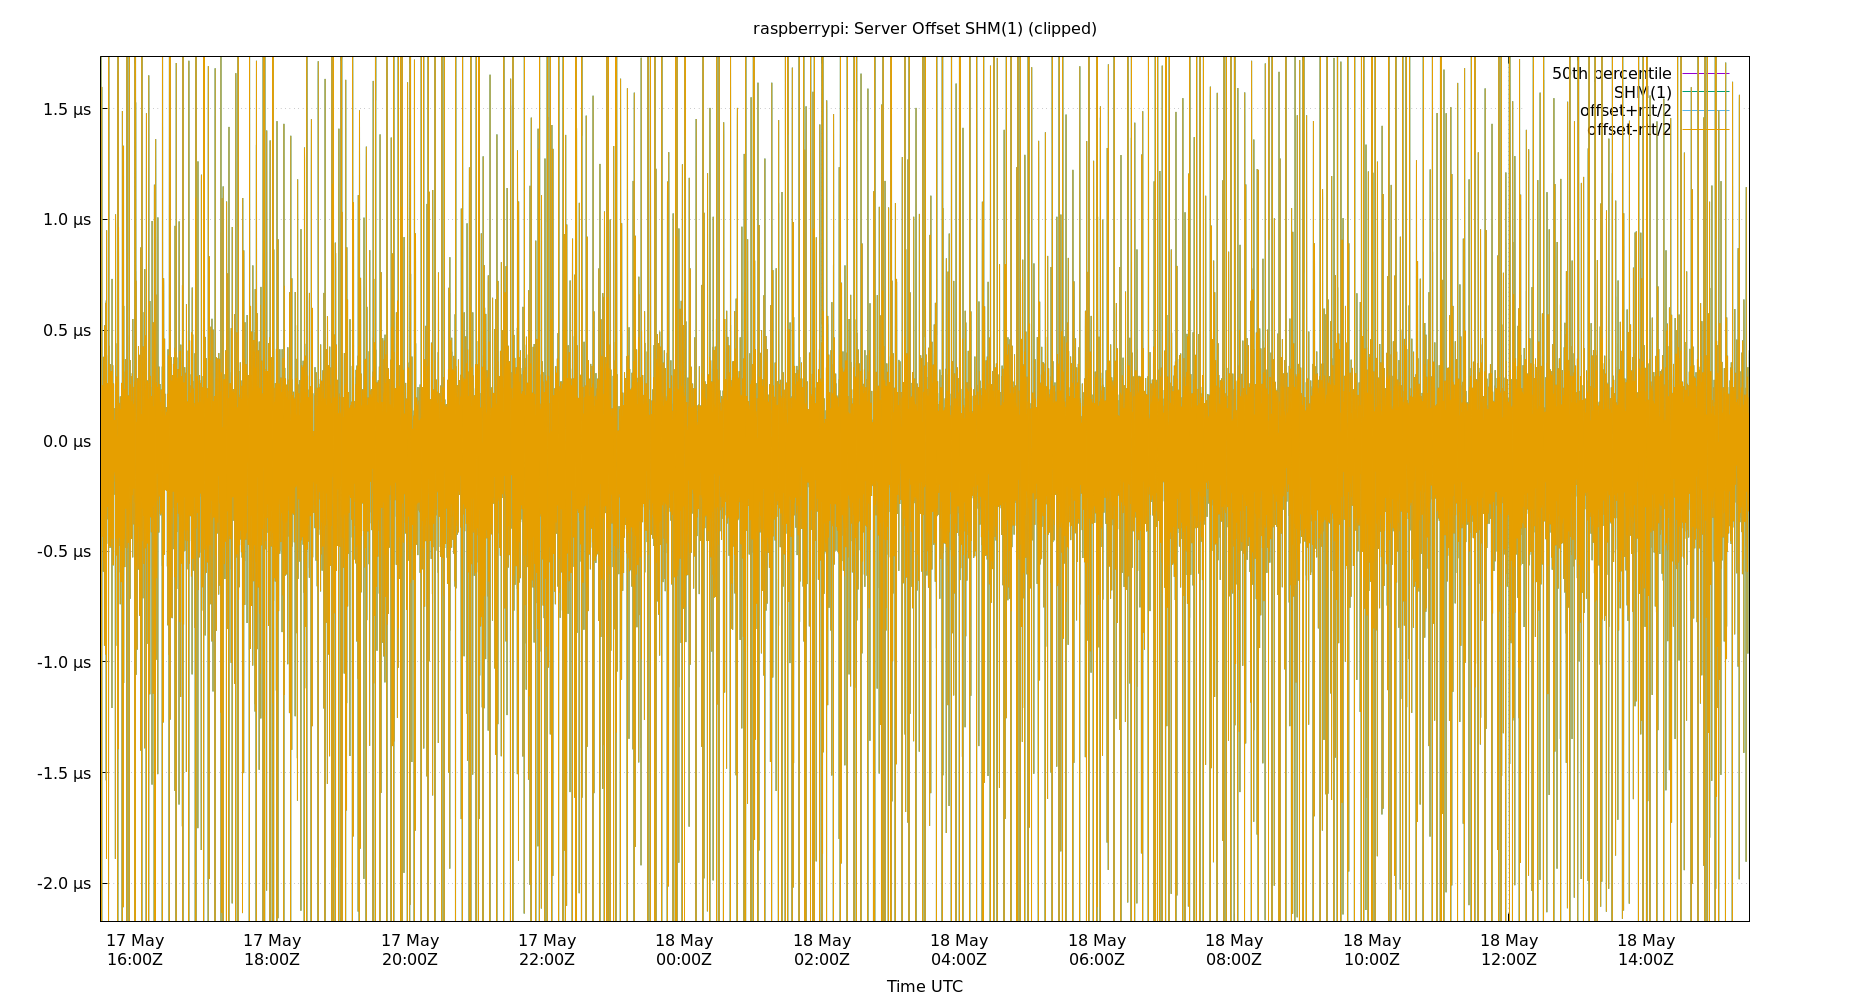 raspberrypi: Server Offset SHM(1) (clipped)
50th percentile
SHM(1)
offset+rtt/2
offset-rtt/2
1.5 µs
1.0 µs
0.5 µs
0.0 µs
-0.5 µs
-1.0 µs
-1.5 µs
-2.0 µs
17 May 17 May 17 May 17 May 18 May 18 May 18 May 18 May 18 May 18 May 18 May 18 May
16:00Z 18:00Z 20:00Z 22:00Z 00:00Z 02:00Z 04:00Z 06:00Z 08:00Z 10:00Z 12:00Z 14:00Z
Time UTC